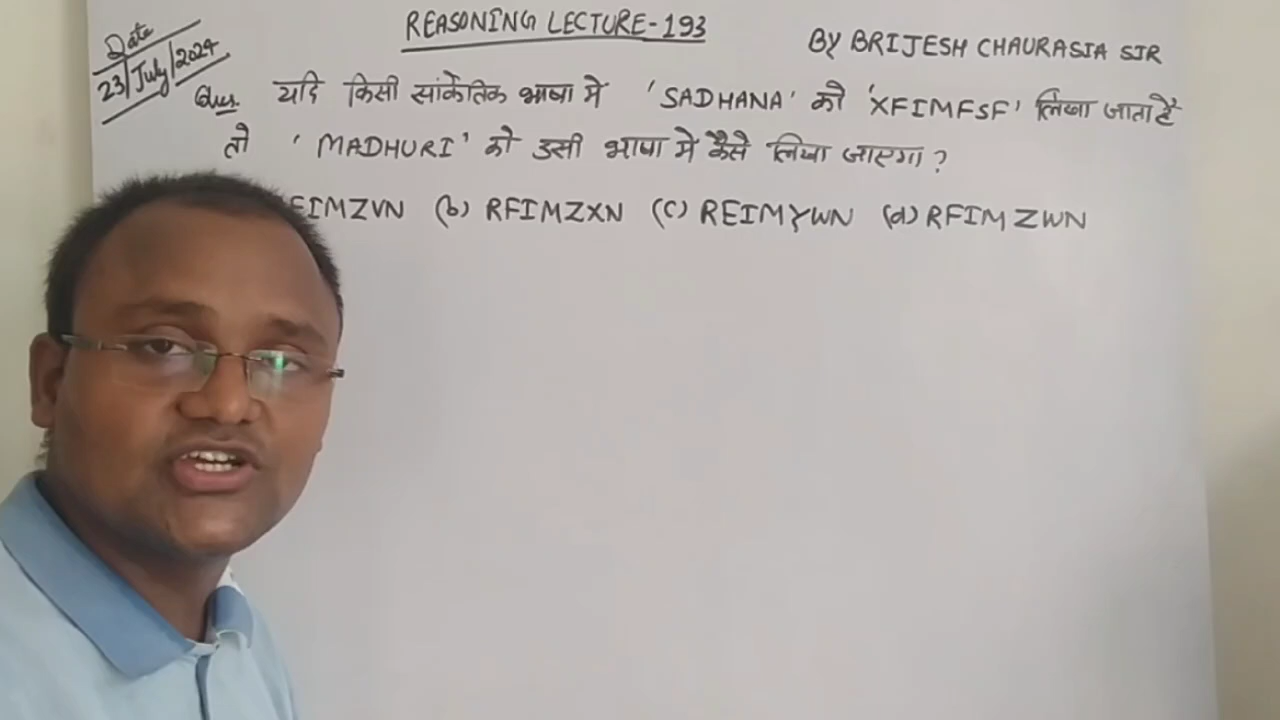 REASONING LECTURE-193
Date
23/July/2024
BY BRIJESH CHAURASIA SIR
Ques. यदि किसी सांकेतिक भाषा मे 'SADHANA' को 'XFIMFSF' लिखा जाता है
तो 'MADHURI' को उसी भाषा मे कैसे लिखा जाएगा?
EIMZVN (b) RFIMZXN (c) REIMYWN (d) RFIMZWN